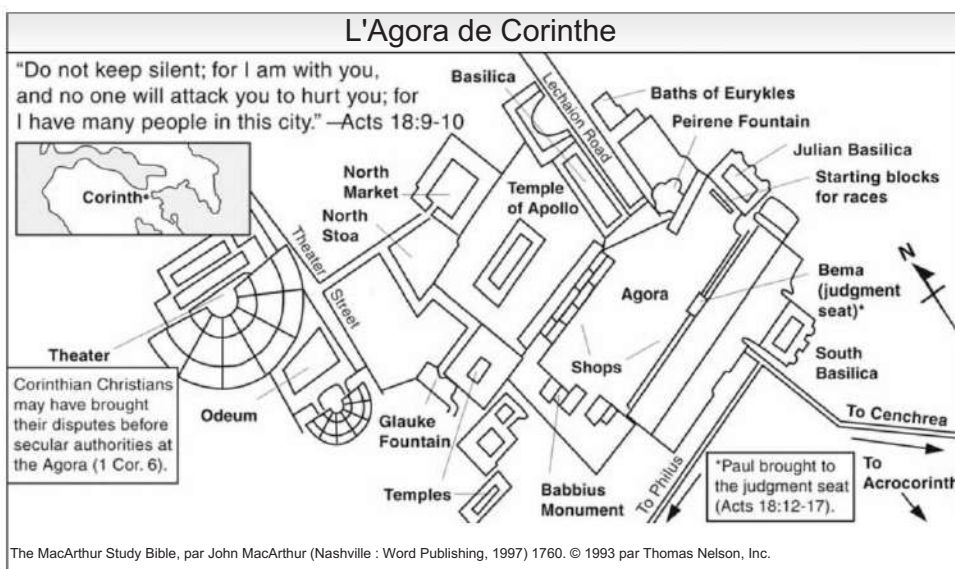 L'Agora de Corinthe
“Do not keep silent; for I am with you,
and no one will attack you to hurt you; for
I have many people in this city.” —Acts 18:9-10
Corinth
Basilica
Lechaion Road
Baths of Eurykles
Peirene Fountain
Julian Basilica
Starting blocks
for races
North
Market
North
Stoa
Temple
of Apollo
Theater
Street
N
Agora
Bema
(judgment
seat)*
Shops
South
Basilica
Theater
Odeum
Glauke
Fountain
Temples
Babbius
Monument
To Philus
To Cenchrea
To
Acrocorinth
Corinthian Christians
may have brought
their disputes before
secular authorities at
the Agora (1 Cor. 6).
*Paul brought to
the judgment seat
(Acts 18:12-17).
The MacArthur Study Bible, par John MacArthur (Nashville : Word Publishing, 1997) 1760. © 1993 par Thomas Nelson, Inc.